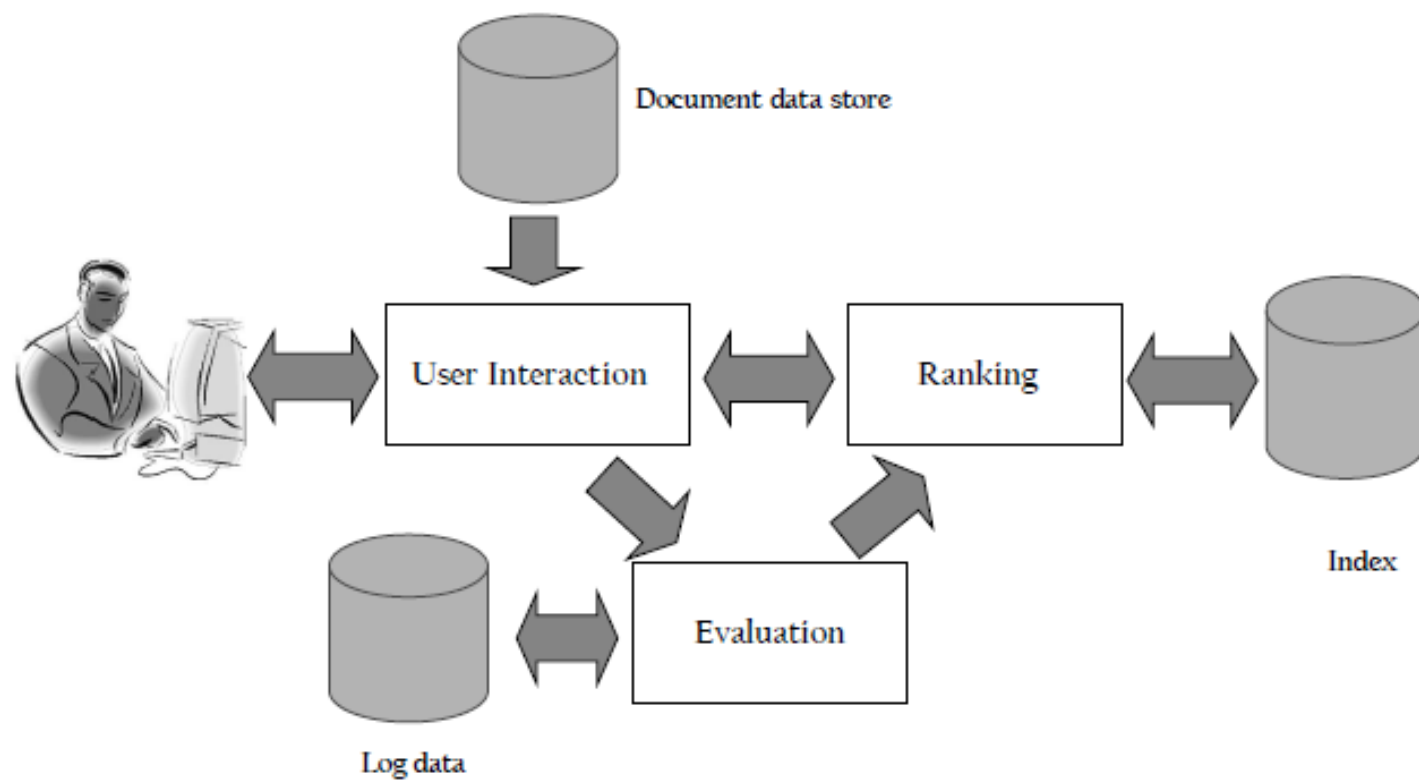 Document data store
User Interaction
Ranking
Index
Evaluation
Log data